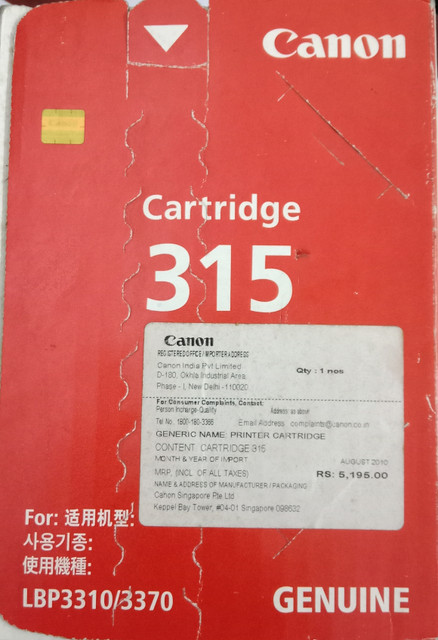 Canon
Cartridge
315
Canon
REGISTERED OFFICE / IMPORTER ADDRESS
Canon India Pvt Limited
D-180, Okhla Industrial Area
Phase - I, New Delhi -110020
Qty : 1 nos
For Consumer Complaints, Contact:
Person Incharge-Quality Address: as above
Tel No. 1800-180-3366 Email Address complaints@canon.co.in
GENERIC NAME: PRINTER CARTRIDGE
CONTENT: CARTRIDGE 315
MONTH & YEAR OF IMPORT AUGUST 2010
MRP. (INCL. OF ALL TAXES) RS: 5,195.00
NAME & ADDRESS OF MANUFACTURER / PACKAGING
Canon Singapore Pte Ltd
Keppel Bay Tower, #04-01 Singapore 098632
For: 适用机型:
사용기종:
使用機種:
LBP3310/3370
GENUINE